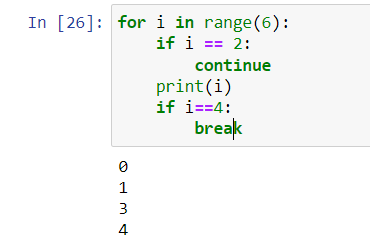 In [26]: for i in range(6):
    if i == 2:
        continue
    print(i)
    if i==4:
        break
0
1
3
4